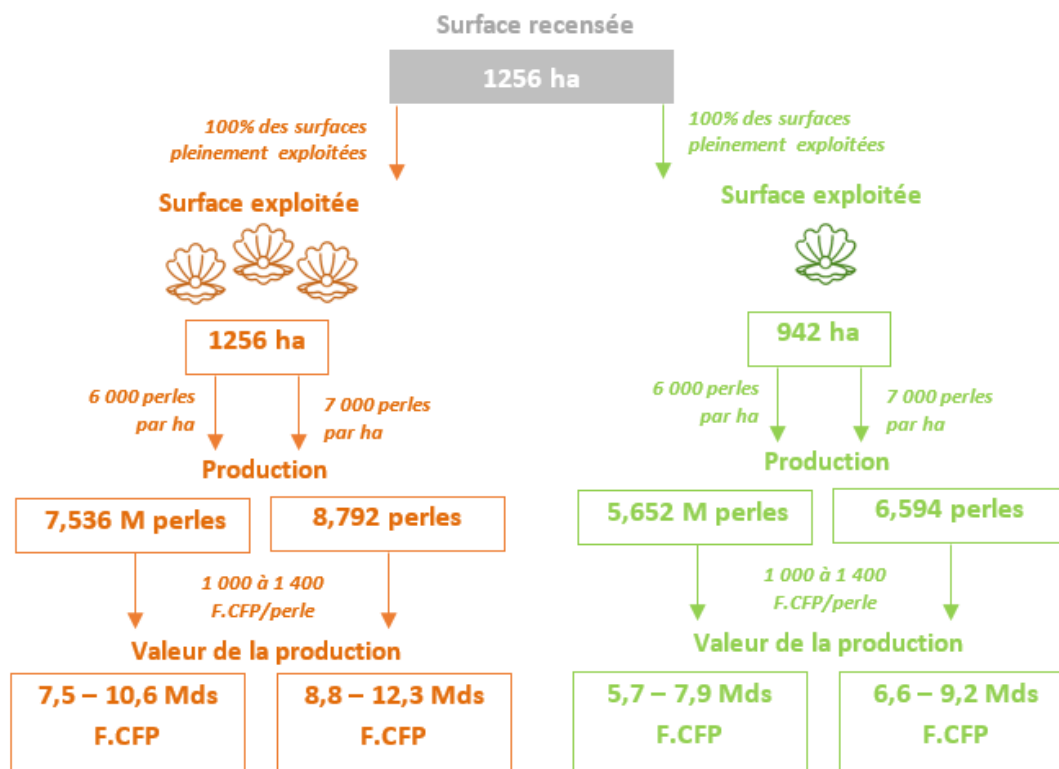 Surface recensée
1256 ha
100% des surfaces
pleinement exploitées
Surface exploitée
1256 ha
6 000 perles
par ha
7 000 perles
par ha
Production
7,536 M perles
8,792 perles
1 000 à 1 400
F.CFP/perle
Valeur de la production
7,5 – 10,6 Mds
F.CFP
8,8 – 12,3 Mds
F.CFP
100% des surfaces
pleinement exploitées
Surface exploitée
942 ha
6 000 perles
par ha
7 000 perles
par ha
Production
5,652 M perles
6,594 perles
1 000 à 1 400
F.CFP/perle
Valeur de la production
5,7 – 7,9 Mds
F.CFP
6,6 – 9,2 Mds
F.CFP